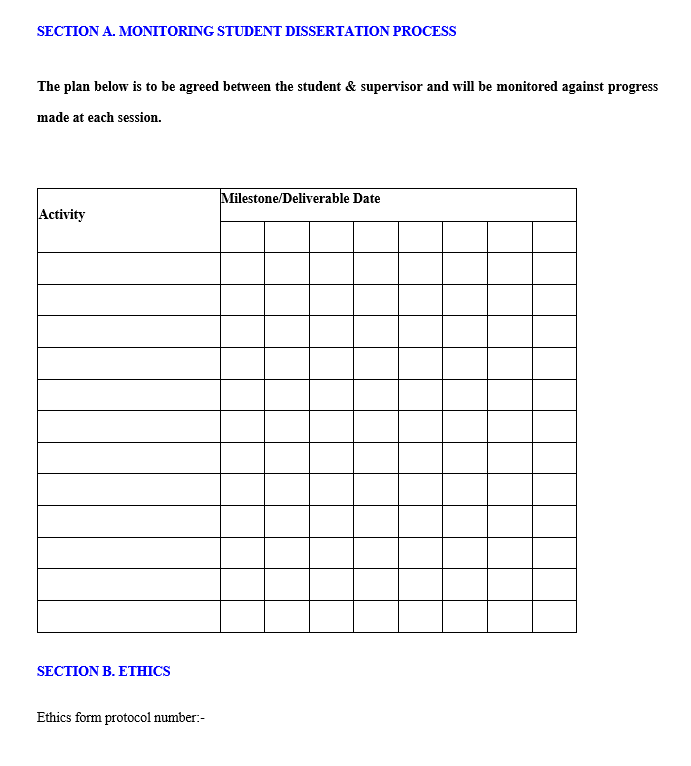 SECTION A. MONITORING STUDENT DISSERTATION PROCESS
The plan below is to be agreed between the student & supervisor and will be monitored against progress
made at each session.
Milestone/Deliverable Date
Activity
SECTION B. ETHICS
Ethics form protocol number:-